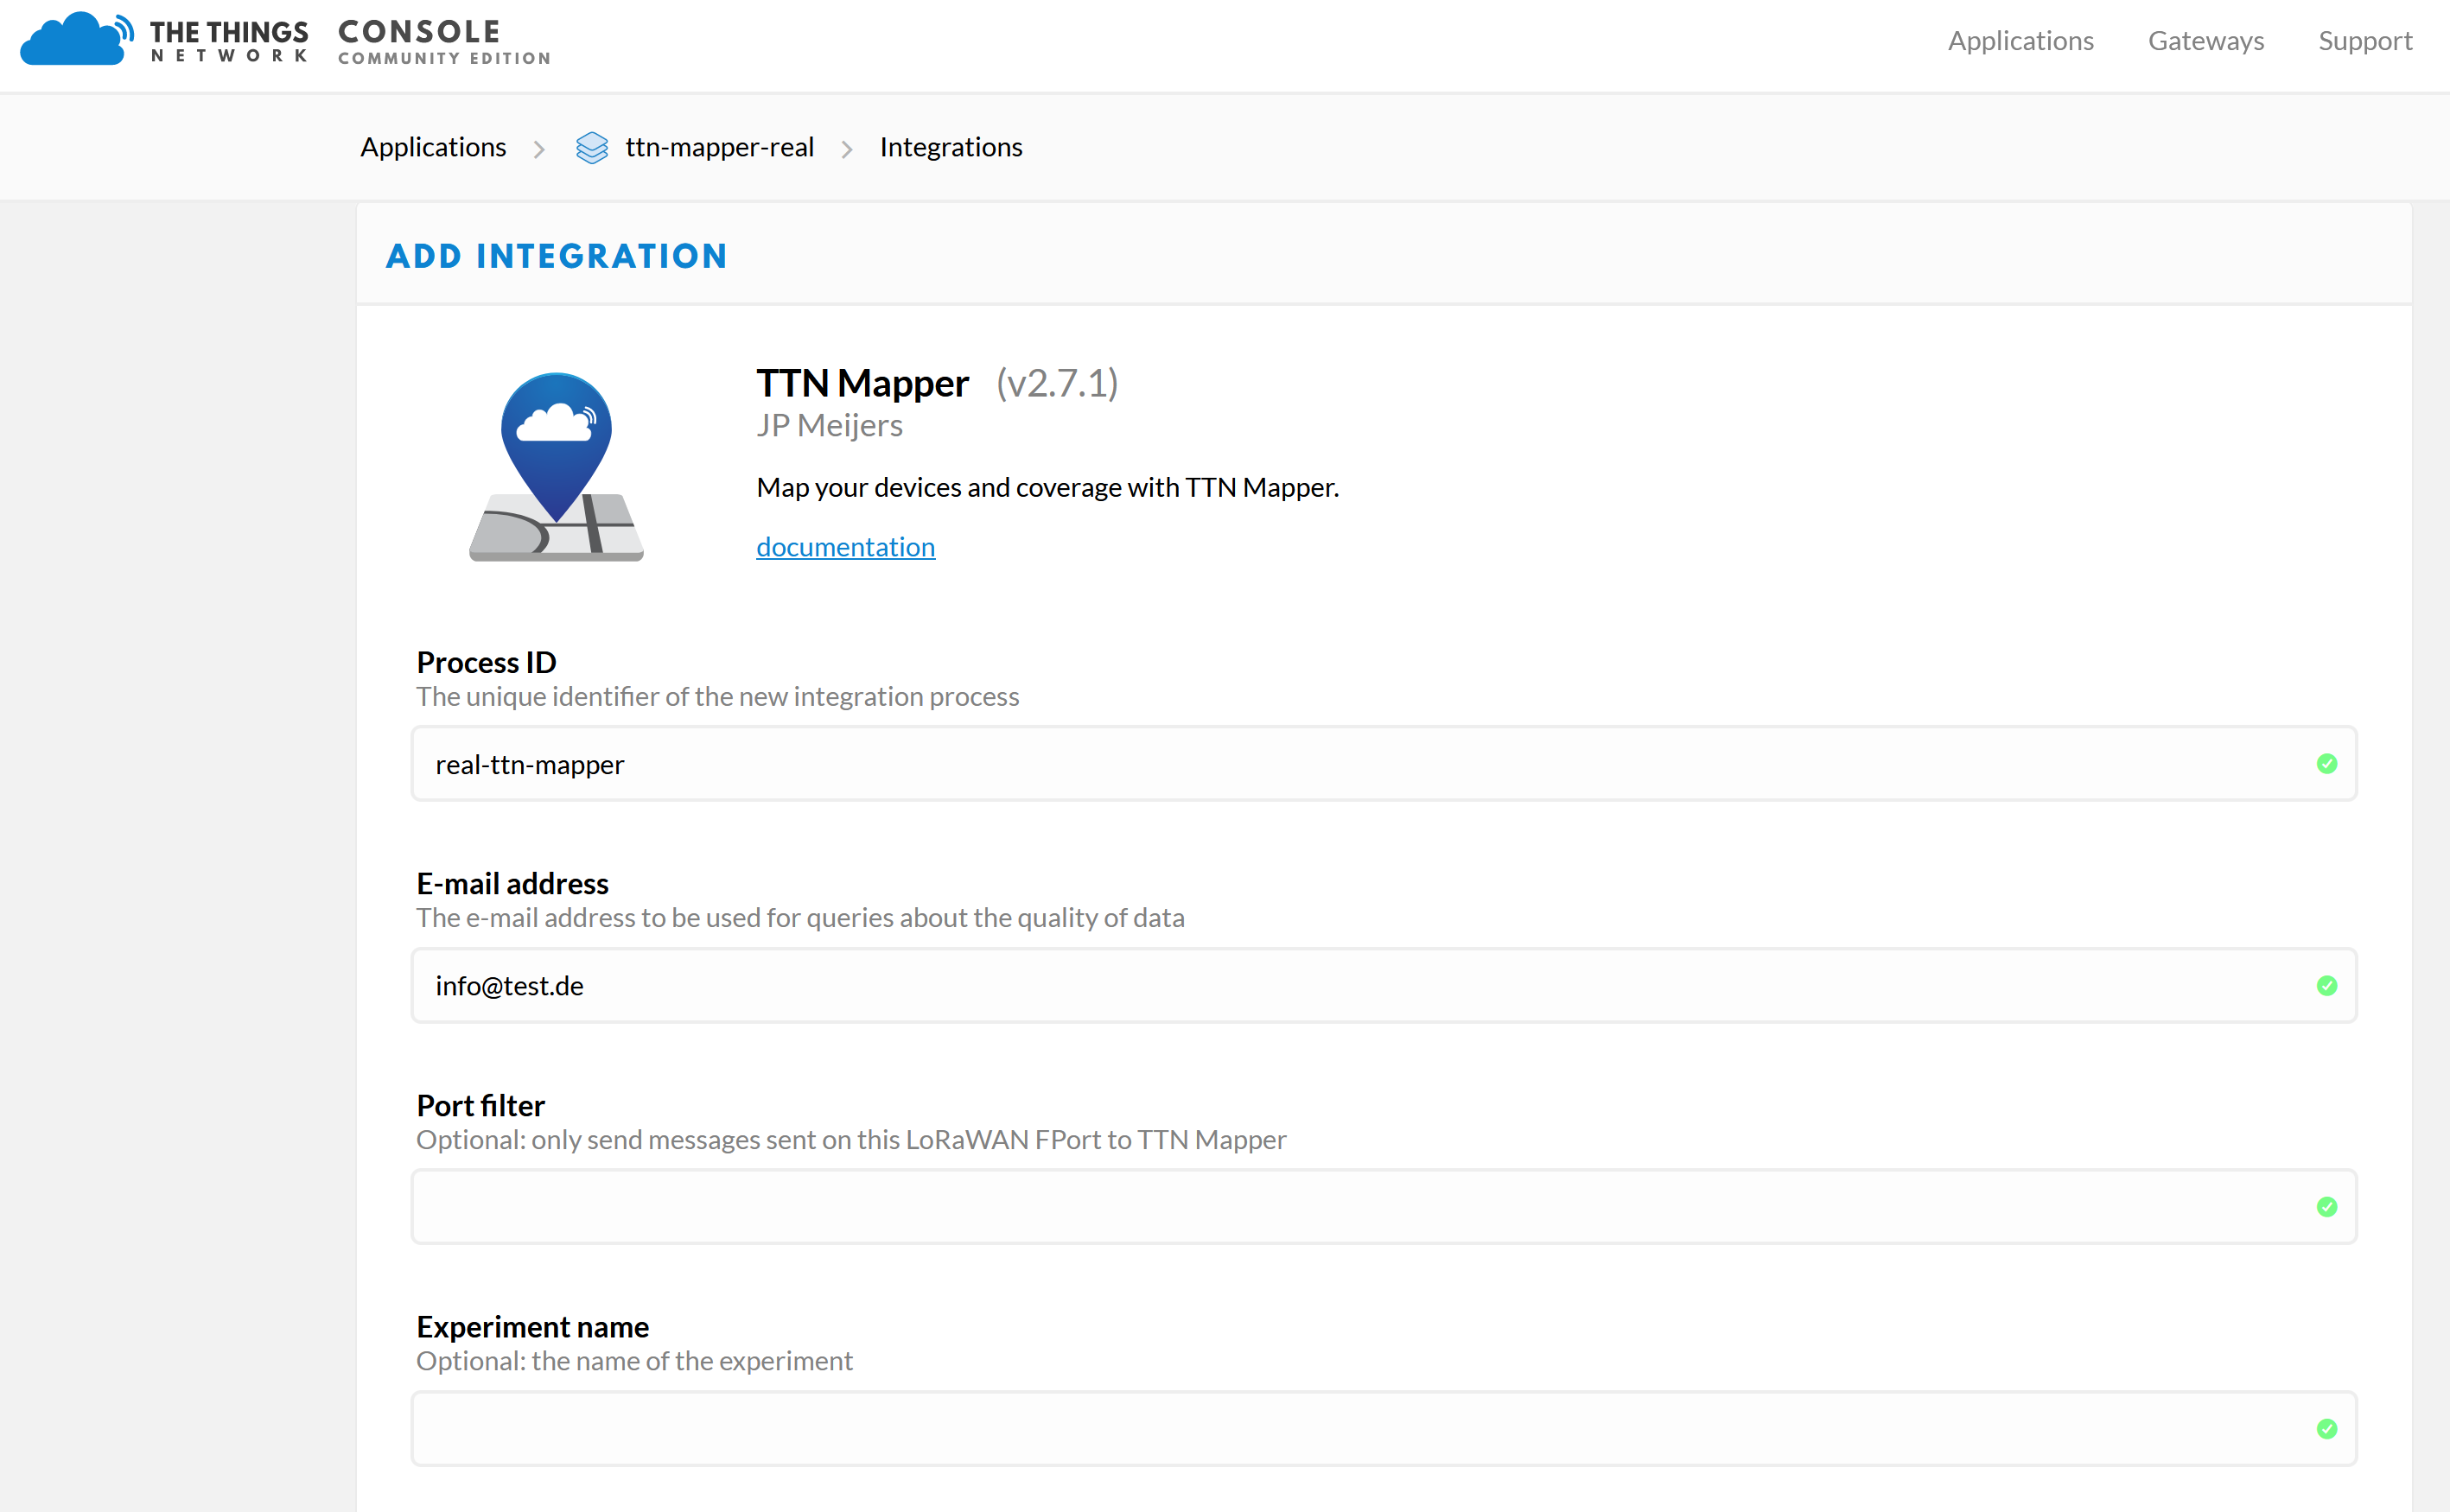 THE THINGS
NETWORK
CONSOLE
COMMUNITY EDITION
Applications
Gateways
Support
Applications
ttn-mapper-real
Integrations
ADD INTEGRATION
TTN Mapper (v2.7.1)
JP Meijers
Map your devices and coverage with TTN Mapper.
documentation
Process ID
The unique identifier of the new integration process
real-ttn-mapper
E-mail address
The e-mail address to be used for queries about the quality of data
info@test.de
Port filter
Optional: only send messages sent on this LoRaWAN FPort to TTN Mapper
Experiment name
Optional: the name of the experiment